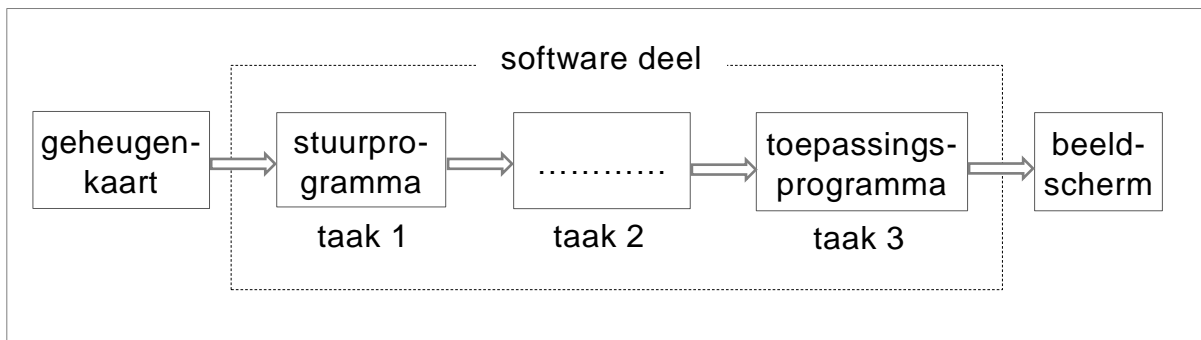 software deel
geheugen-
kaart
stuurpro-
gramma
............
toepassings-
programma
beeld-
scherm
taak 1
taak 2
taak 3